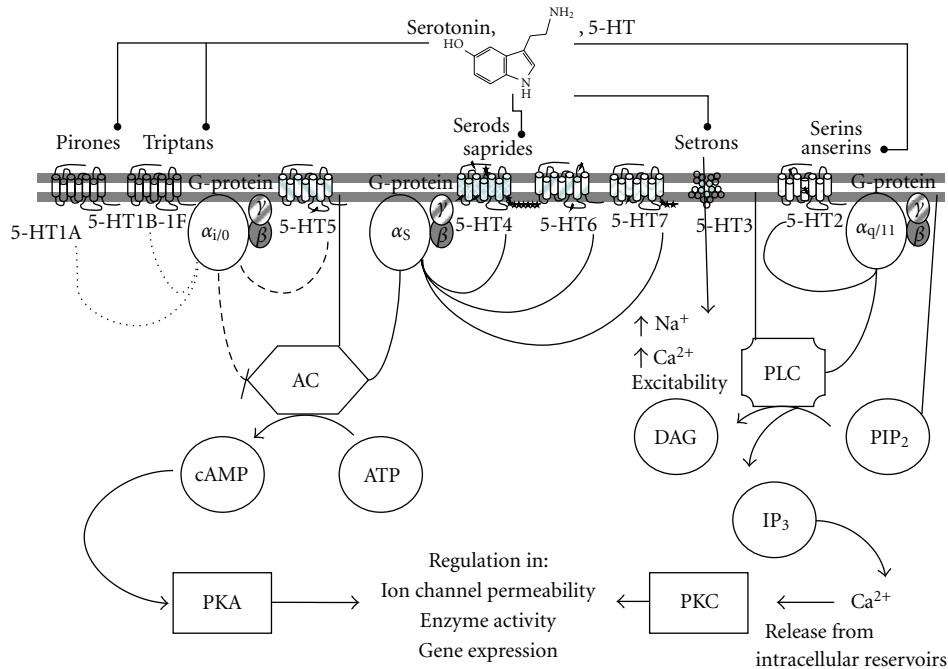 Serotonin, , 5-HT
NH2
HO
N
H
Pirones
Triptans
Serods
saprides
Setrons
Serins
anserins
G-protein
G-protein
G-protein
5-HT1A
5-HT1B-1F
αi/0
γ
β
5-HT5
αS
γ
β
5-HT4
5-HT6
5-HT7
5-HT3
5-HT2
αq/11
γ
β
↑ Na+
↑ Ca2+
Excitability
AC
PLC
DAG
PIP2
cAMP
ATP
IP3
Regulation in:
Ion channel permeability
Enzyme activity
Gene expression
PKA
PKC
Ca2+
Release from
intracellular reservoirs